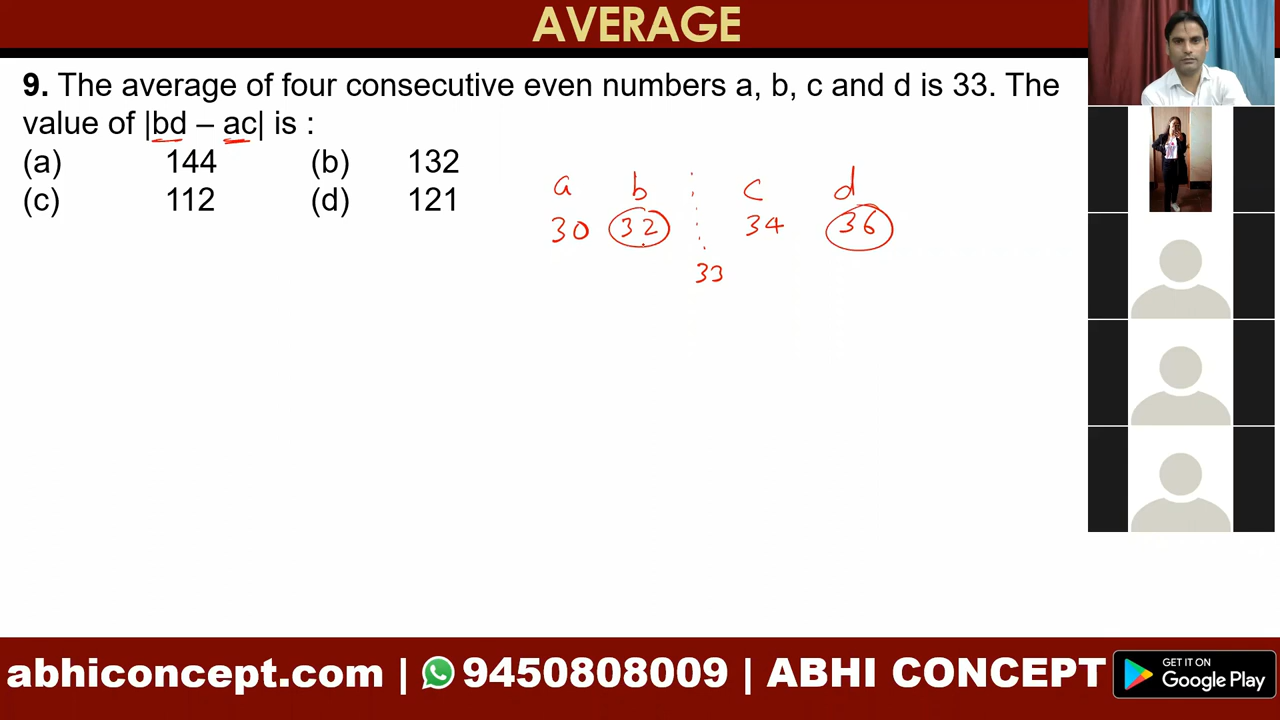 AVERAGE
9. The average of four consecutive even numbers a, b, c and d is 33. The
value of |bd – ac| is :
(a) 144 (b) 132
(c) 112 (d) 121
a b c d
30 32 34 36
33
abhiconcept.com | 9450808009 | ABHI CONCEPT
GET IT ON
Google Play